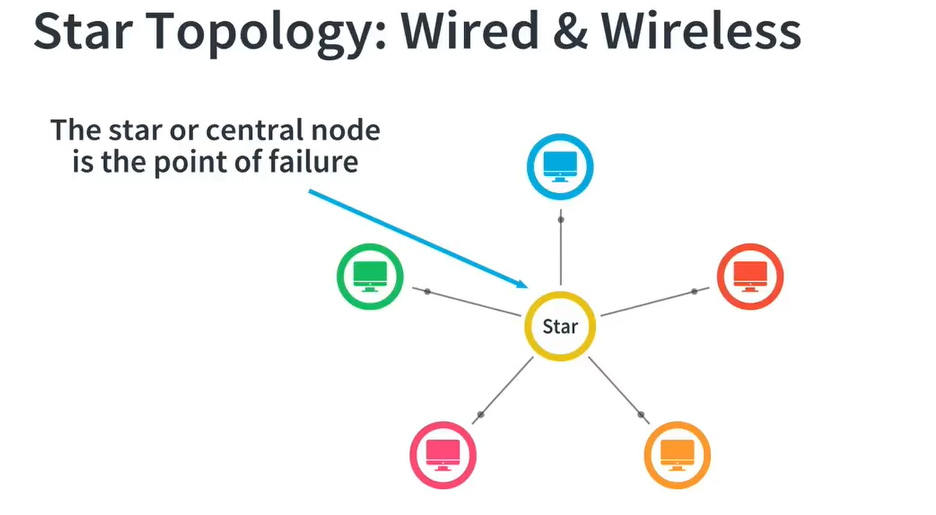 Star Topology: Wired & Wireless
The star or central node
is the point of failure
Star